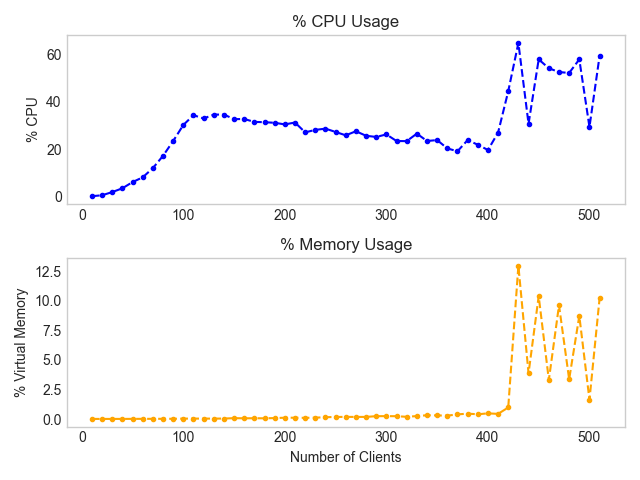 % CPU Usage
% CPU
60
40
20
0
0 100 200 300 400 500
% Memory Usage
% Virtual Memory
12.5
10.0
7.5
5.0
2.5
0.0
0 100 200 300 400 500
Number of Clients